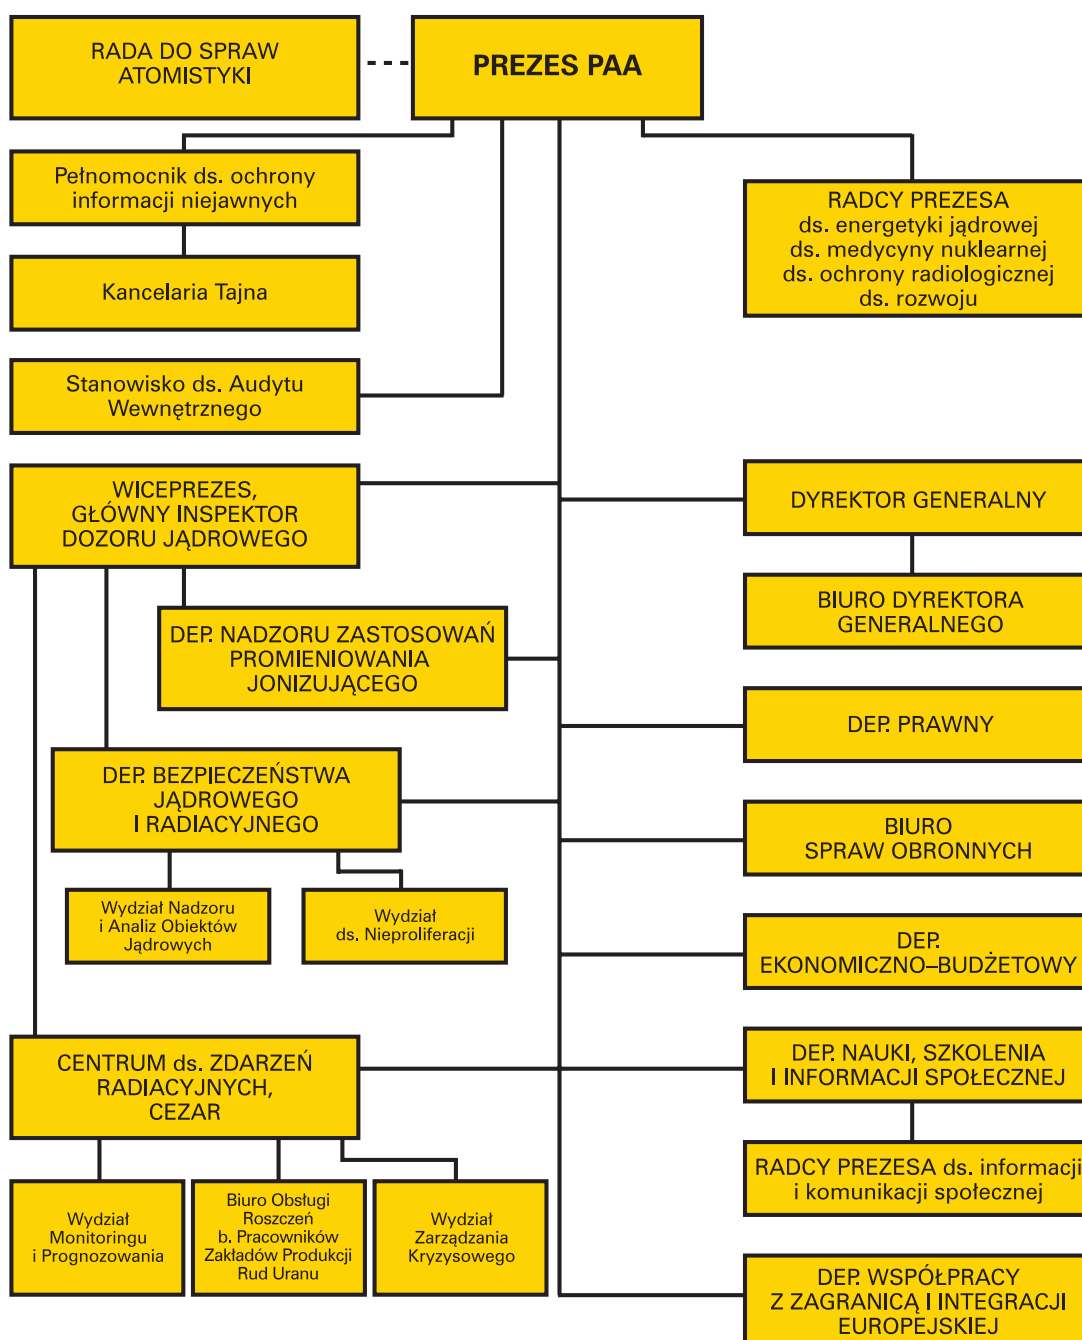 RADA DO SPRAW
ATOMISTYKI
PREZES PAA
Pełnomocnik ds. ochrony
informacji niejawnych
Kancelaria Tajna
Stanowisko ds. Audytu
Wewnętrznego
RADCY PREZESA
ds. energetyki jądrowej
ds. medycyny nuklearnej
ds. ochrony radiologicznej
ds. rozwoju
WICEPREZES,
GŁÓWNY INSPEKTOR
DOZORU JĄDROWEGO
DEP. NADZORU ZASTOSOWAŃ
PROMIENIOWANIA
JONIZUJĄCEGO
DEP. BEZPIECZEŃSTWA
JĄDROWEGO
I RADIACYJNEGO
Wydział Nadzoru
i Analiz Obiektów
Jądrowych
Wydział
ds. Nieproliferacji
CENTRUM ds. ZDARZEŃ
RADIACYJNYCH,
CEZAR
Wydział
Monitoringu
i Prognozowania
Biuro Obsługi
Roszczeń
b. Pracowników
Zakładów Produkcji
Rud Uranu
Wydział
Zarządzania
Kryzysowego
DYREKTOR GENERALNY
BIURO DYREKTORA
GENERALNEGO
DEP. PRAWNY
BIURO
SPRAW OBRONNYCH
DEP.
EKONOMICZNO–BUDŻETOWY
DEP. NAUKI, SZKOLENIA
I INFORMACJI SPOŁECZNEJ
RADCY PREZESA ds. informacji
i komunikacji społecznej
DEP. WSPÓŁPRACY
Z ZAGRANICĄ I INTEGRACJI
EUROPEJSKIEJ